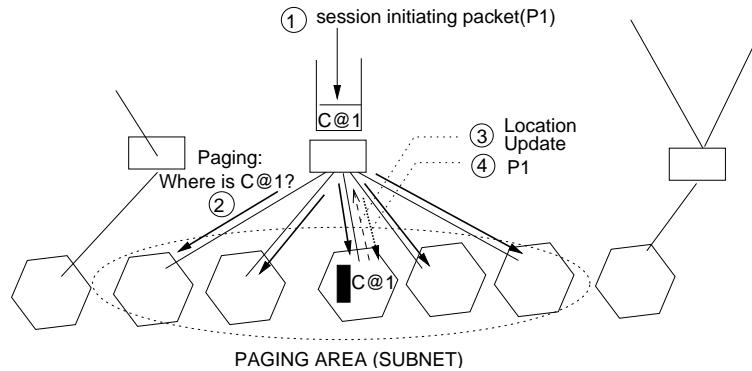 1 session initiating packet(P1)
C@1
3 Location
Update
4 P1
Paging:
Where is C@1?
2
C@1
PAGING AREA (SUBNET)